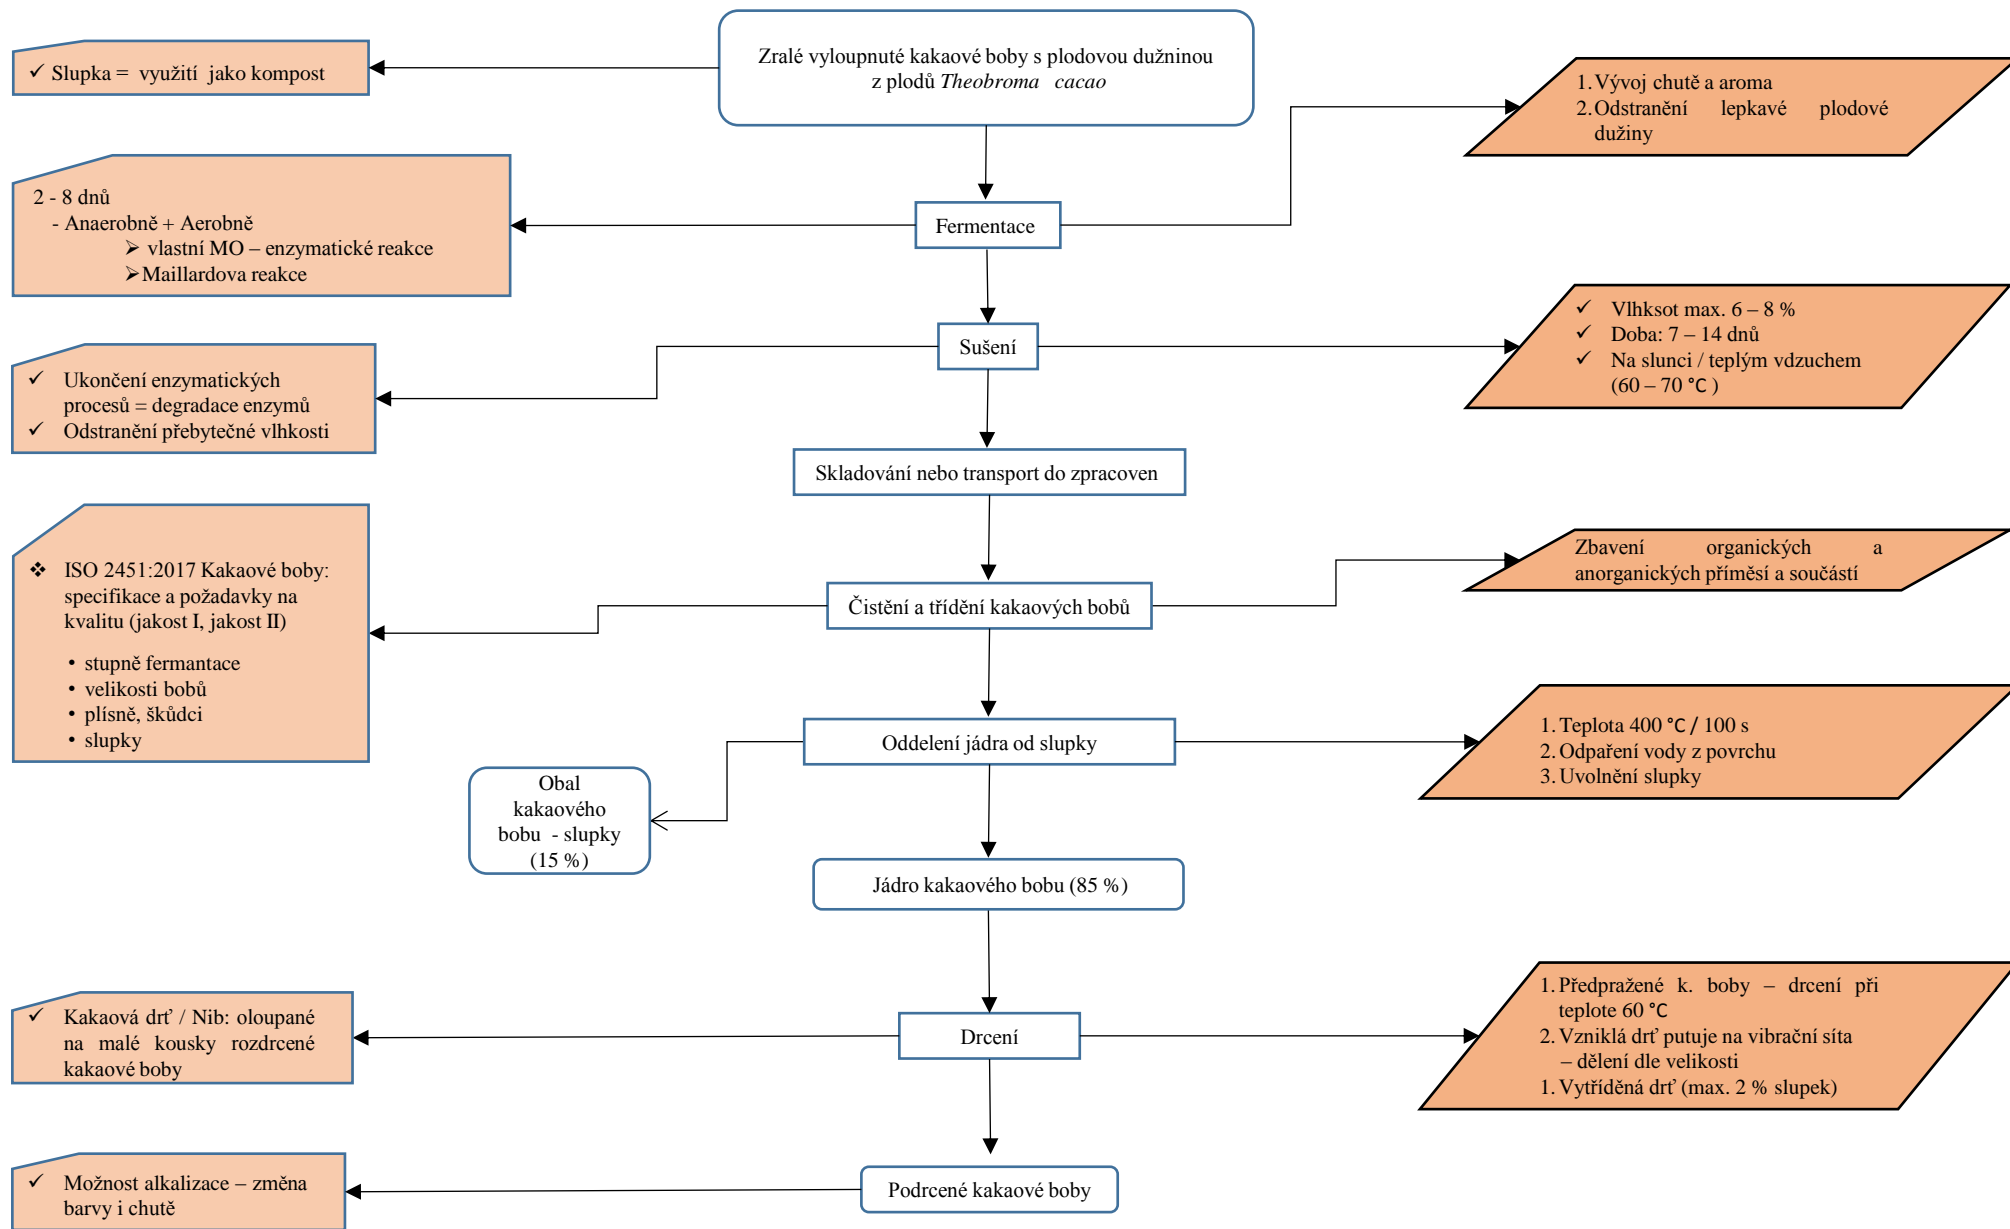 Zralé vyloupnuté kakaové boby s plodovou dužninou
z plodů Theobroma cacao
✓ Slupka = využití jako kompost
1. Vývoj chutě a aroma
2. Odstranění lepkavé plodové
dužiny
2 - 8 dnů
- Anaerobně + Aerobně
➢ vlastní MO – enzymatické reakce
➢ Maillardova reakce
Fermentace
✓ Vlhksot max. 6 – 8 %
✓ Doba: 7 – 14 dnů
✓ Na slunci / teplým vdzuchem
(60 – 70 °C )
Sušení
✓ Ukončení enzymatických
procesů = degradace enzymů
✓ Odstranění přebytečné vlhkosti
Skladování nebo transport do zpracoven
❖ ISO 2451:2017 Kakaové boby:
specifikace a požadavky na
kvalitu (jakost I, jakost II)
• stupně fermantace
• velikosti bobů
• plísně, škůdci
• slupky
Zbavení organických a
anorganických příměsí a součástí
Čistění a třídění kakaových bobů
Oddelení jádra od slupky
1. Teplota 400 °C / 100 s
2. Odpaření vody z povrchu
3. Uvolnění slupky
Obal
kakaového
bobu - slupky
(15 %)
Jádro kakaového bobu (85 %)
✓ Kakaová drť / Nib: oloupané
na malé kousky rozdrcené
kakaové boby
Drcení
1. Předpražené k. boby – drcení při
teplote 60 °C
2. Vzniklá drť putuje na vibrační síta
– dělení dle velikosti
1. Vytříděná drť (max. 2 % slupek)
✓ Možnost alkalizace – změna
barvy i chutě
Podrcené kakaové boby